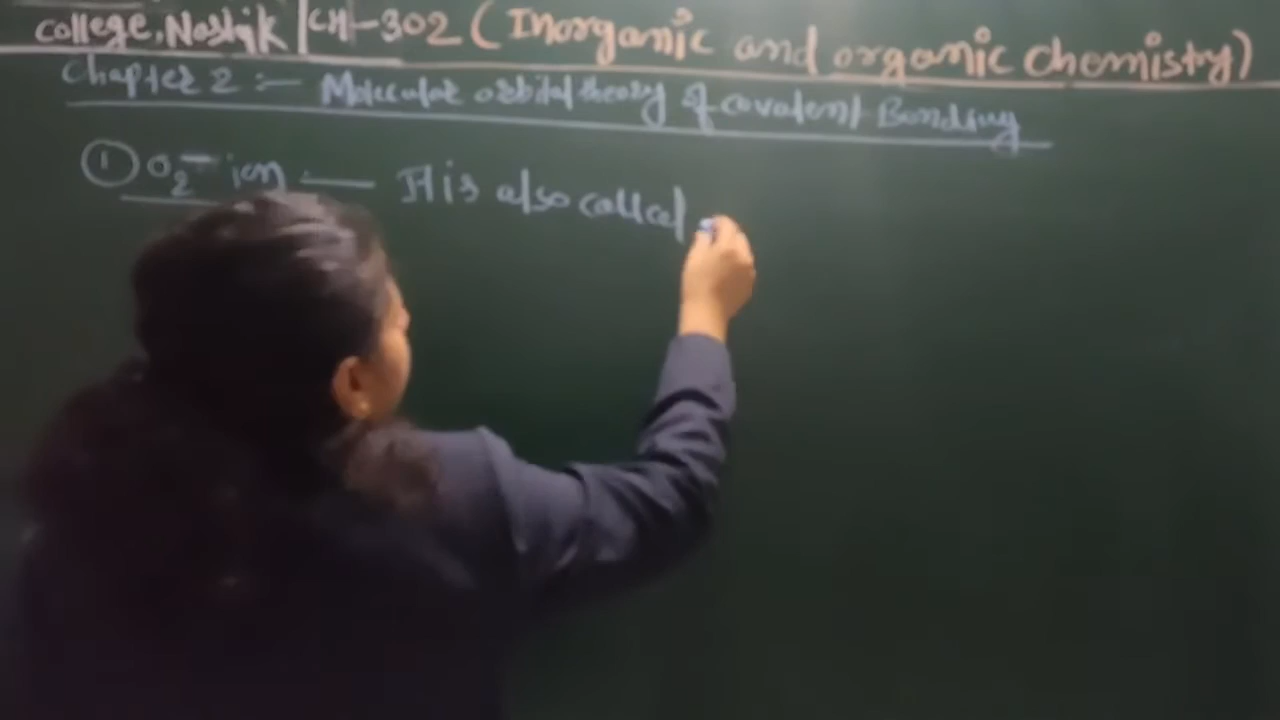 College, Nashik | CH-302 (Inorganic and organic chemistry)
Chapter 2 :- Molecular orbital theory of covalent Bonding
① O₂⁻ ion — It is also called